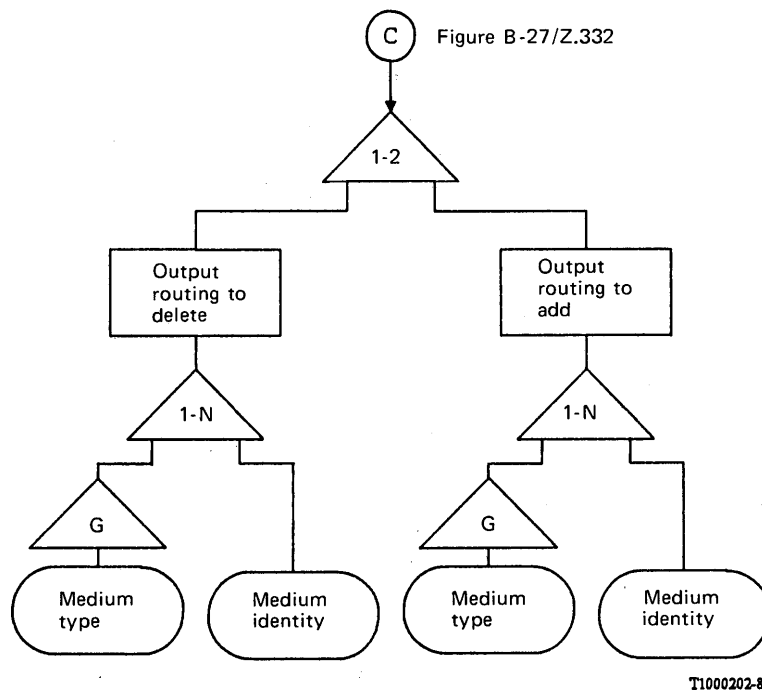 C Figure B-27/Z.332
1-2
Output
routing to
delete
Output
routing to
add
1-N
1-N
G
G
Medium
type
Medium
identity
Medium
type
Medium
identity
T1000202-8